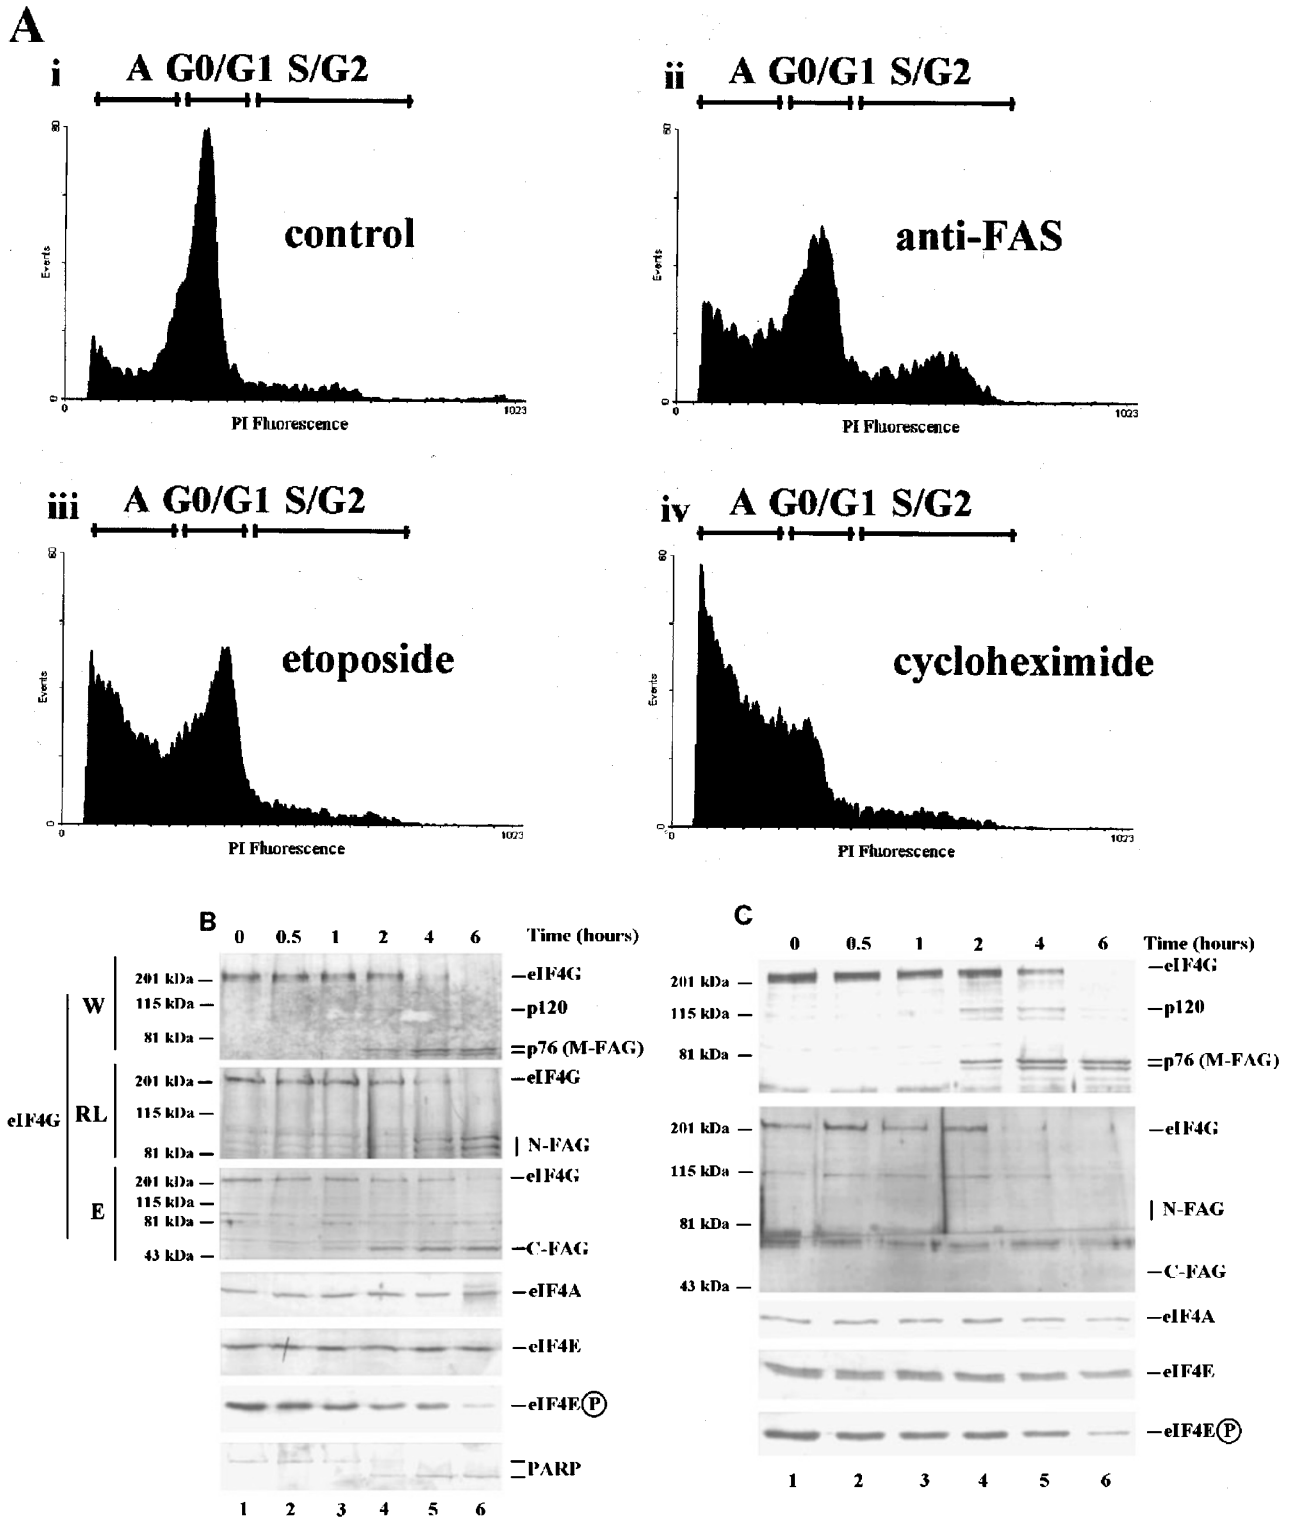 A
i
A G0/G1 S/G2
80
Events
0
0
1023
PI Fluorescence
control
ii
A G0/G1 S/G2
60
Events
0
0
1023
PI Fluorescence
anti-FAS
iii
A G0/G1 S/G2
60
Events
0
0
1023
PI Fluorescence
etoposide
iv
A G0/G1 S/G2
60
Events
0
0
1023
PI Fluorescence
cycloheximide
B
0 0.5 1 2 4 6 Time (hours)
eIF4G
W
201 kDa
115 kDa
81 kDa
eIF4G
p120
p76 (M-FAG)
RL
201 kDa
115 kDa
81 kDa
eIF4G
N-FAG
E
201 kDa
115 kDa
81 kDa
43 kDa
eIF4G
C-FAG
eIF4A
eIF4E
eIF4E P
PARP
1 2 3 4 5 6
C
0 0.5 1 2 4 6 Time (hours)
201 kDa
115 kDa
81 kDa
eIF4G
p120
p76 (M-FAG)
201 kDa
115 kDa
81 kDa
43 kDa
eIF4G
N-FAG
C-FAG
eIF4A
eIF4E
eIF4E P
1 2 3 4 5 6